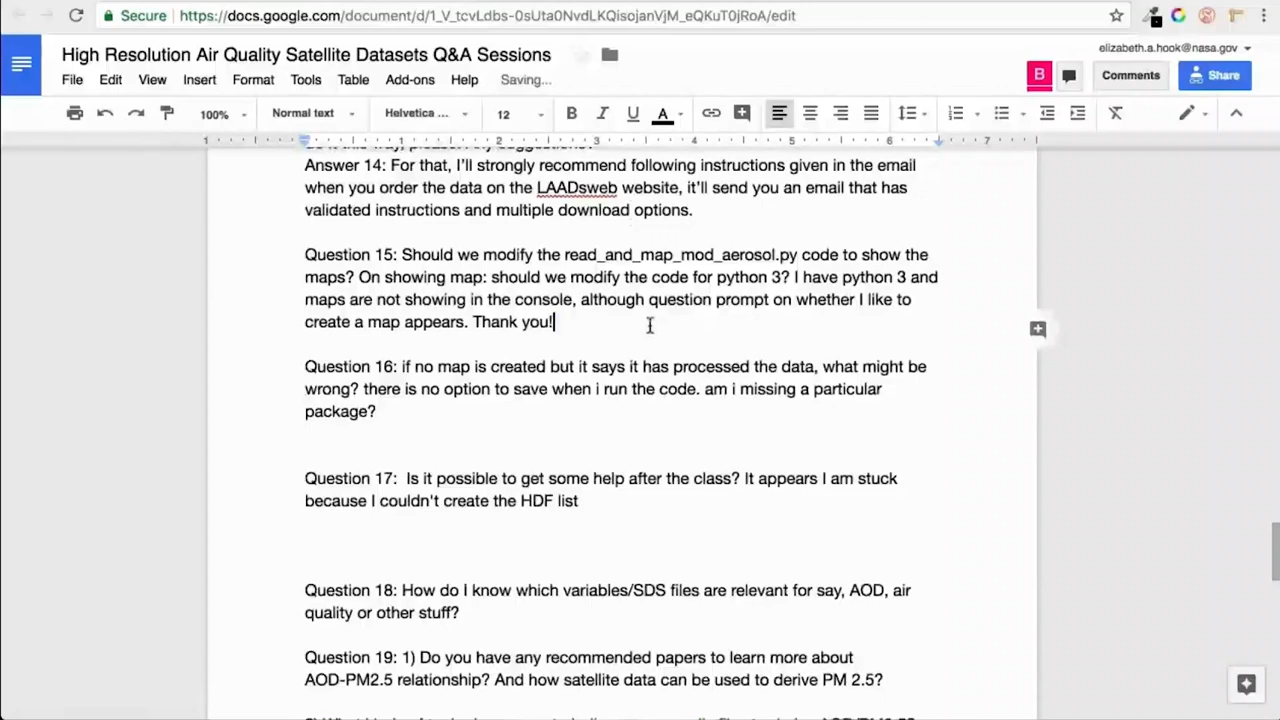 Secure
https://docs.google.com/document/d/1_V_tcvLdbs-0sUta0NvdLKQisojanVjM_eQKuT0jRoA/edit
High Resolution Air Quality Satellite Datasets Q&A Sessions
elizabeth.a.hook@nasa.gov
File Edit View Insert Format Tools Table Add-ons Help Saving...
B
Comments
Share
100% Normal text Helvetica ... 12 B I U A
1 1 2 3 4 5 6 7
Answer 14: For that, I'll strongly recommend following instructions given in the email
when you order the data on the LAADsweb website, it'll send you an email that has
validated instructions and multiple download options.
Question 15: Should we modify the read_and_map_mod_aerosol.py code to show the
maps? On showing map: should we modify the code for python 3? I have python 3 and
maps are not showing in the console, although question prompt on whether I like to
create a map appears. Thank you!
Question 16: if no map is created but it says it has processed the data, what might be
wrong? there is no option to save when i run the code. am i missing a particular
package?
Question 17:  Is it possible to get some help after the class? It appears I am stuck
because I couldn't create the HDF list
Question 18: How do I know which variables/SDS files are relevant for say, AOD, air
quality or other stuff?
Question 19: 1) Do you have any recommended papers to learn more about
AOD-PM2.5 relationship? And how satellite data can be used to derive PM 2.5?